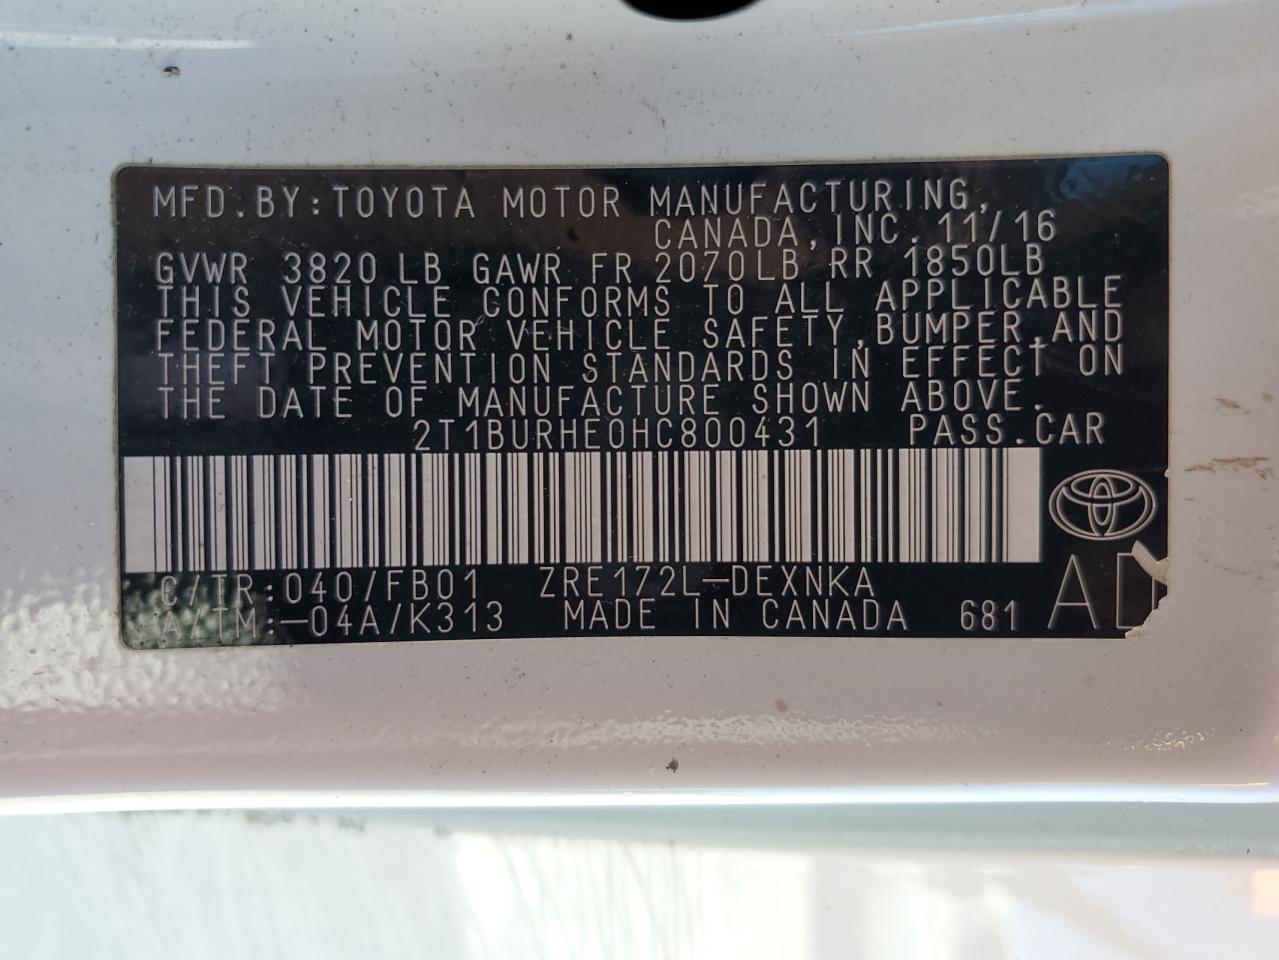 MFD.BY:TOYOTA MOTOR MANUFACTURING,
CANADA,INC. 11/16
GVWR 3820LB GAWR FR 2070LB RR 1850LB
THIS VEHICLE CONFORMS TO ALL APPLICABLE
FEDERAL MOTOR VEHICLE SAFETY,BUMPER,AND
THEFT PREVENTION STANDARDS IN EFFECT ON
THE DATE OF MANUFACTURE SHOWN ABOVE.
2T1BURHE0HC800431 PASS.CAR
C/TR:040/FB01 ZRE172L-DEXNKA
A/TM:-04A/K313 MADE IN CANADA 681